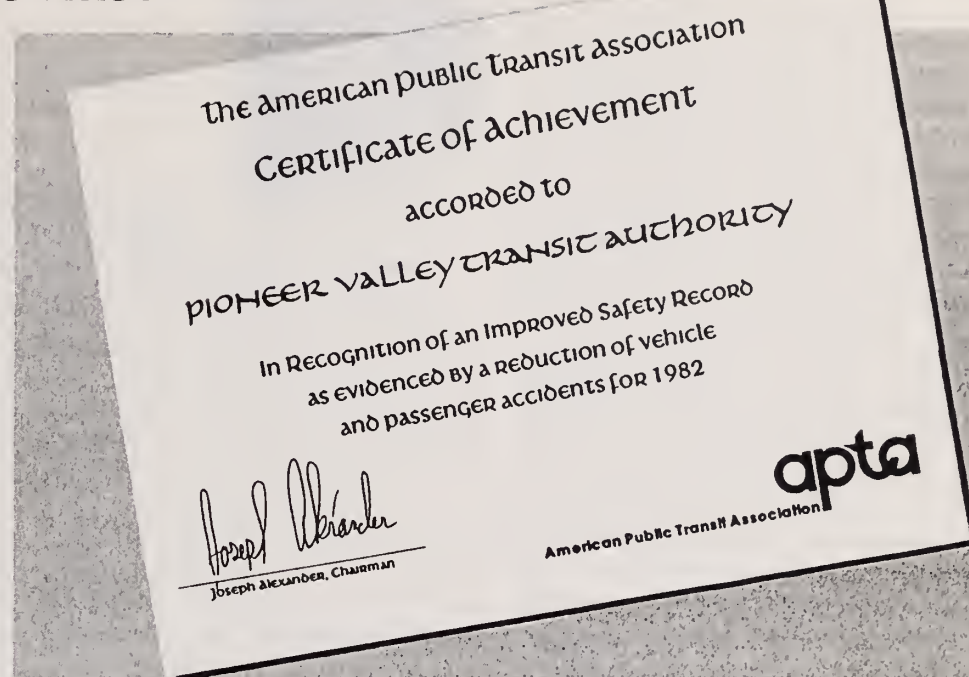 The American Public Transit Association
Certificate of Achievement
accorded to
Pioneer Valley Transit Authority
In Recognition of an Improved Safety Record
as evidenced by a reduction of vehicle
and passenger accidents for 1982
Joseph Alexander
Joseph Alexander, Chairman
apta
American Public Transit Association